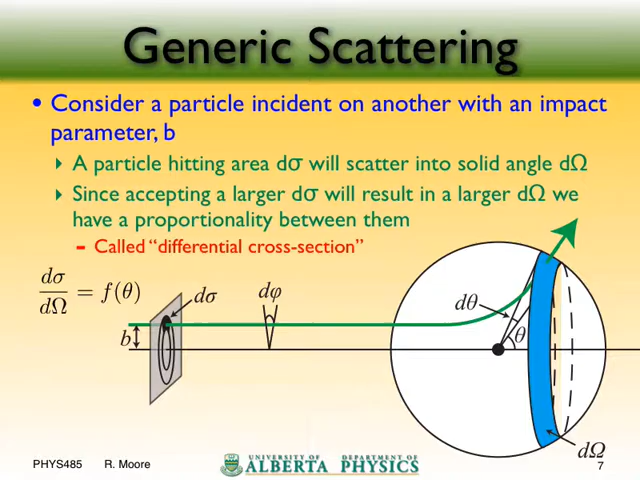 Generic Scattering
• Consider a particle incident on another with an impact
parameter, b
‣ A particle hitting area dσ will scatter into solid angle dΩ
‣ Since accepting a larger dσ will result in a larger dΩ we
have a proportionality between them
- Called “differential cross-section”
dσ/dΩ = f(θ)
dσ
dφ
dθ
b
θ
dΩ
PHYS485 R. Moore
UNIVERSITY OF DEPARTMENT OF
ALBERTA PHYSICS
7